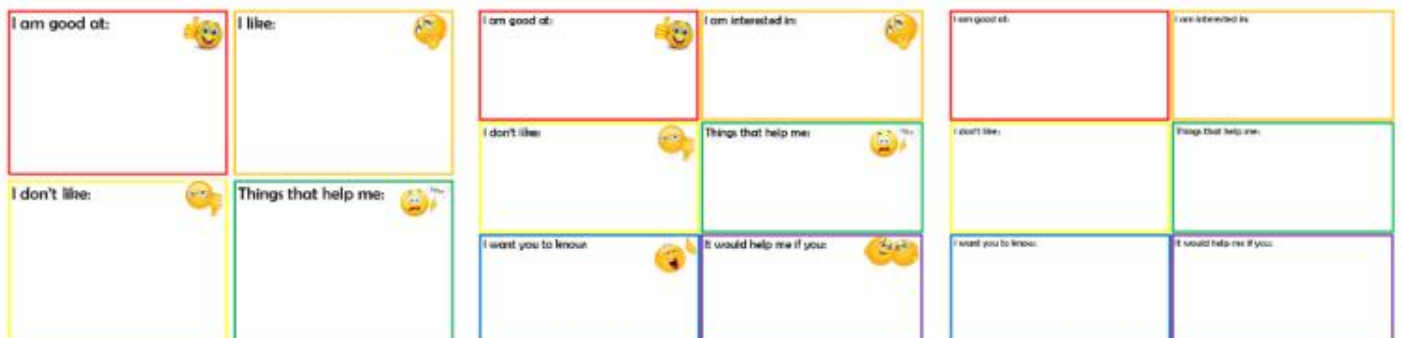 I am good at:
I like:
I don't like:
Things that help me:
I am good at:
I am interested in:
I don't like:
Things that help me:
I want you to know:
It would help me if you:
I am good at:
I am interested in:
I don't like:
Things that help me:
I want you to know:
It would help me if you: